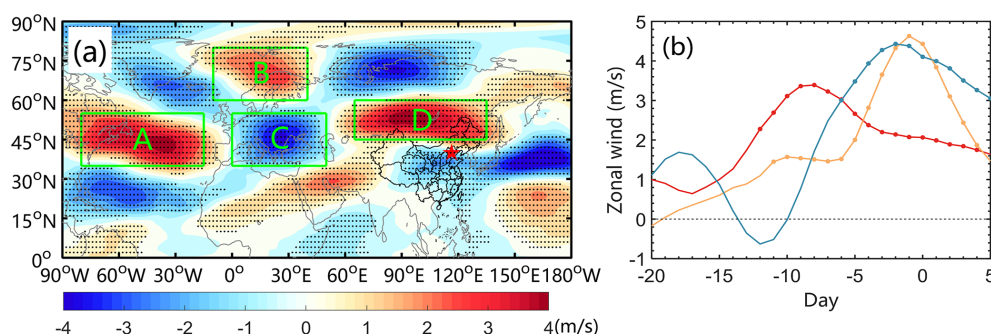 (a)
90°N
75°N
60°N
45°N
30°N
15°N
0°
A
B
C
D
90°W 60°W 30°W 0° 30°E 60°E 90°E 120°E 150°E 180°W
-4 -3 -2 -1 0 1 2 3 4(m/s)
(b)
Zonal wind (m/s)
5
4
3
2
1
0
-1
-20 -15 -10 -5 0 5
Day